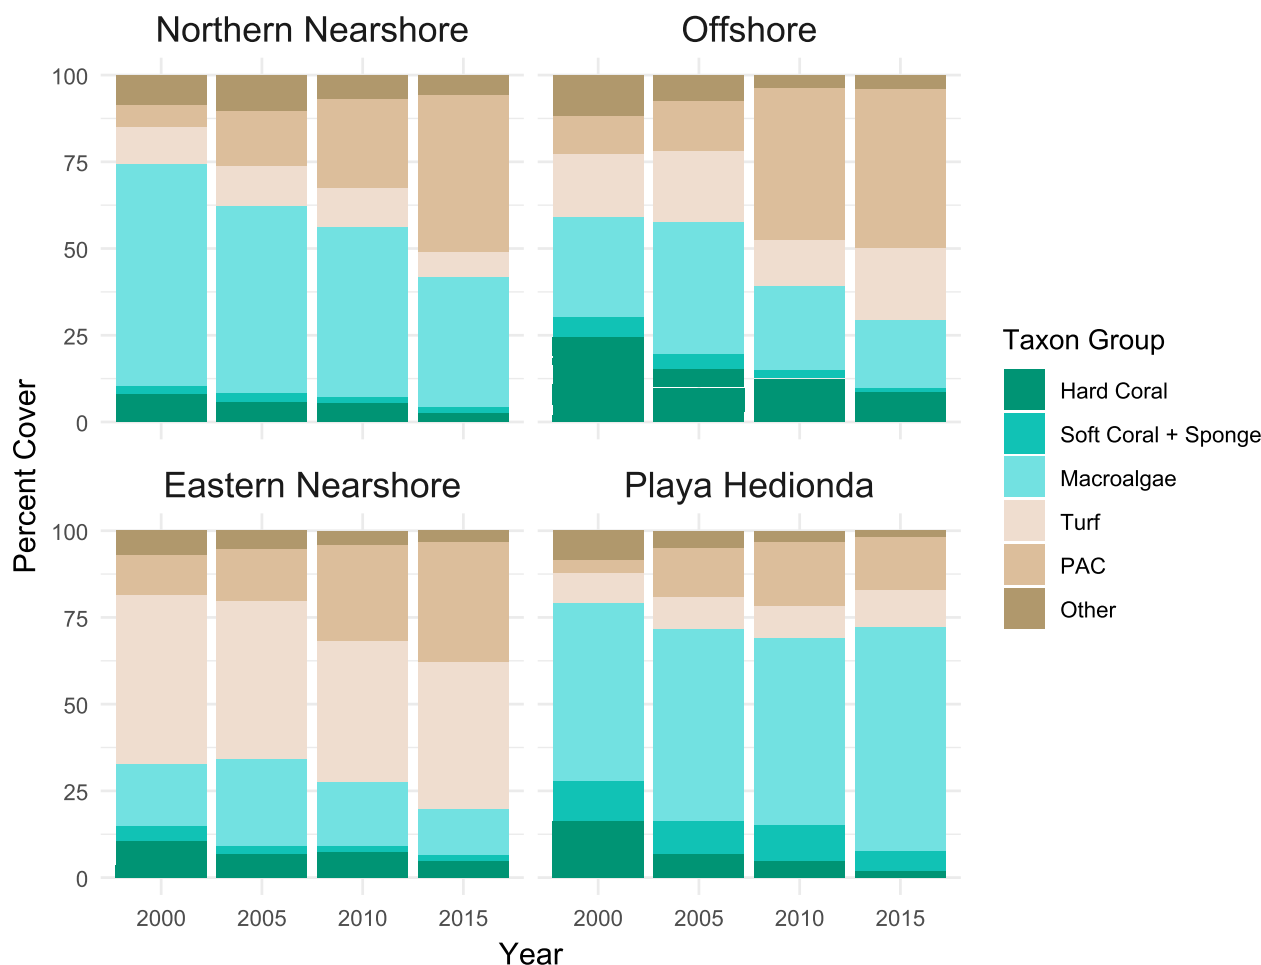 Northern Nearshore
Offshore
100
75
50
25
0
Eastern Nearshore
Playa Hedionda
100
75
50
25
0
2000 2005 2010 2015 2000 2005 2010 2015
Year
Percent Cover
Taxon Group
Hard Coral
Soft Coral + Sponge
Macroalgae
Turf
PAC
Other